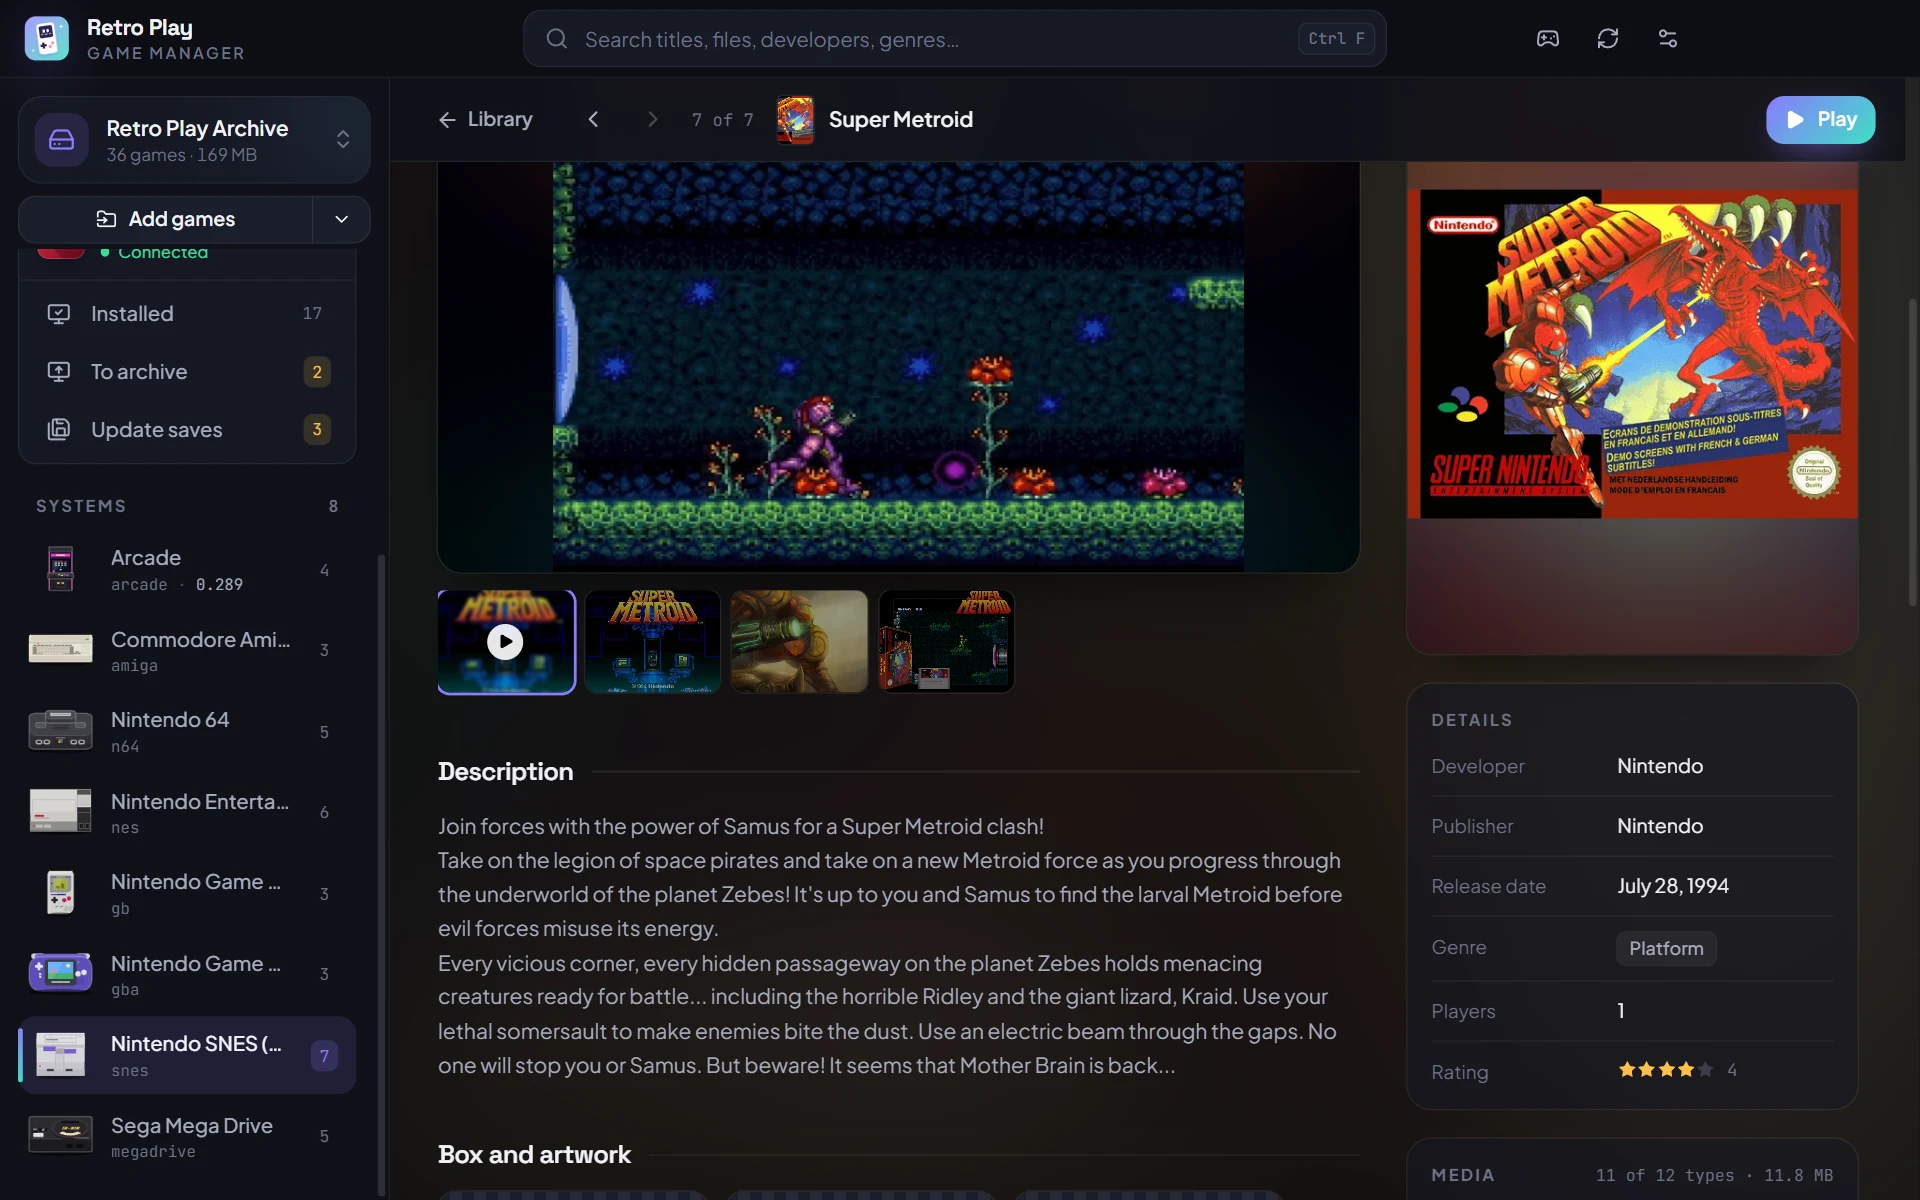 Retro Play
GAME MANAGER
Search titles, files, developers, genres...
Ctrl F
Retro Play Archive
36 games · 169 MB
Add games
Connected
Installed 17
To archive 2
Update saves 3
SYSTEMS 8
Arcade
arcade · 0.289
4
Commodore Ami...
amiga
3
Nintendo 64
n64
5
Nintendo Enterta...
nes
6
Nintendo Game ...
gb
3
Nintendo Game ...
gba
3
Nintendo SNES (...
snes
7
Sega Mega Drive
megadrive
5
Library
7 of 7
Super Metroid
Play
METROID
SUPER
METROID
SUPER
METROID
Description
Join forces with the power of Samus for a Super Metroid clash!
Take on the legion of space pirates and take on a new Metroid force as you progress through
the underworld of the planet Zebes! It's up to you and Samus to find the larval Metroid before
evil forces misuse its energy.
Every vicious corner, every hidden passageway on the planet Zebes holds menacing
creatures ready for battle... including the horrible Ridley and the giant lizard, Kraid. Use your
lethal somersault to make enemies bite the dust. Use an electric beam through the gaps. No
one will stop you or Samus. But beware! It seems that Mother Brain is back...
Box and artwork
Nintendo
SUPER
METROID
ECRANS DE DEMONSTRATION SOUS-TITRES
EN FRANCAIS ET EN ALLEMAND!
DEMO SCREENS WITH FRENCH & GERMAN
SUBTITLES!
MET NEDERLANDSE HANDLEIDING
MODE D'EMPLOI EN FRANCAIS
SUPER NINTENDO
ENTERTAINMENT SYSTEM
Original
Nintendo
Seal of
Quality
DETAILS
Developer Nintendo
Publisher Nintendo
Release date July 28, 1994
Genre Platform
Players 1
Rating 4
MEDIA 11 of 12 types · 11.8 MB